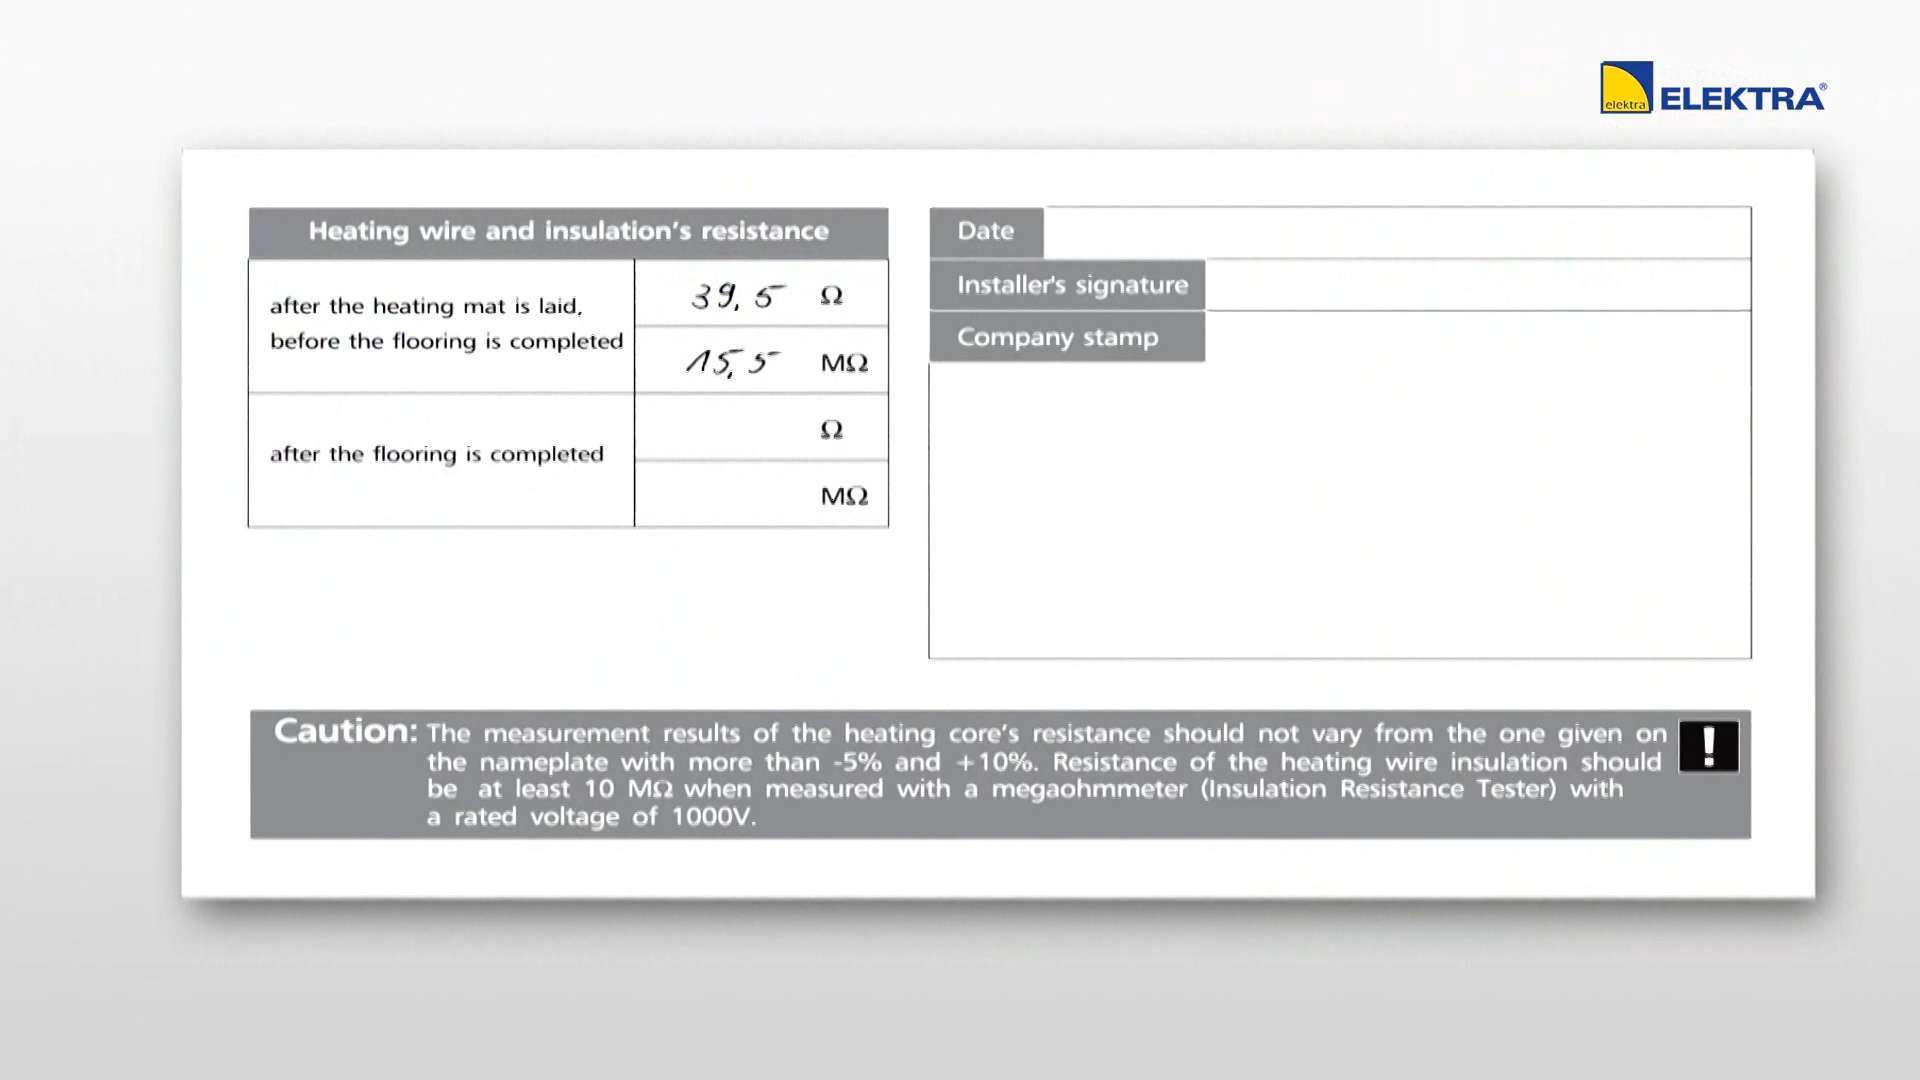 elektra ELEKTRA®
Heating wire and insulation's resistance
after the heating mat is laid,
before the flooring is completed
39,5 Ω
15,5 MΩ
after the flooring is completed
Ω
MΩ
Date
Installer's signature
Company stamp
Caution: The measurement results of the heating core's resistance should not vary from the one given on
the nameplate with more than -5% and +10%. Resistance of the heating wire insulation should
be at least 10 MΩ when measured with a megaohmmeter (Insulation Resistance Tester) with
a rated voltage of 1000V.
!